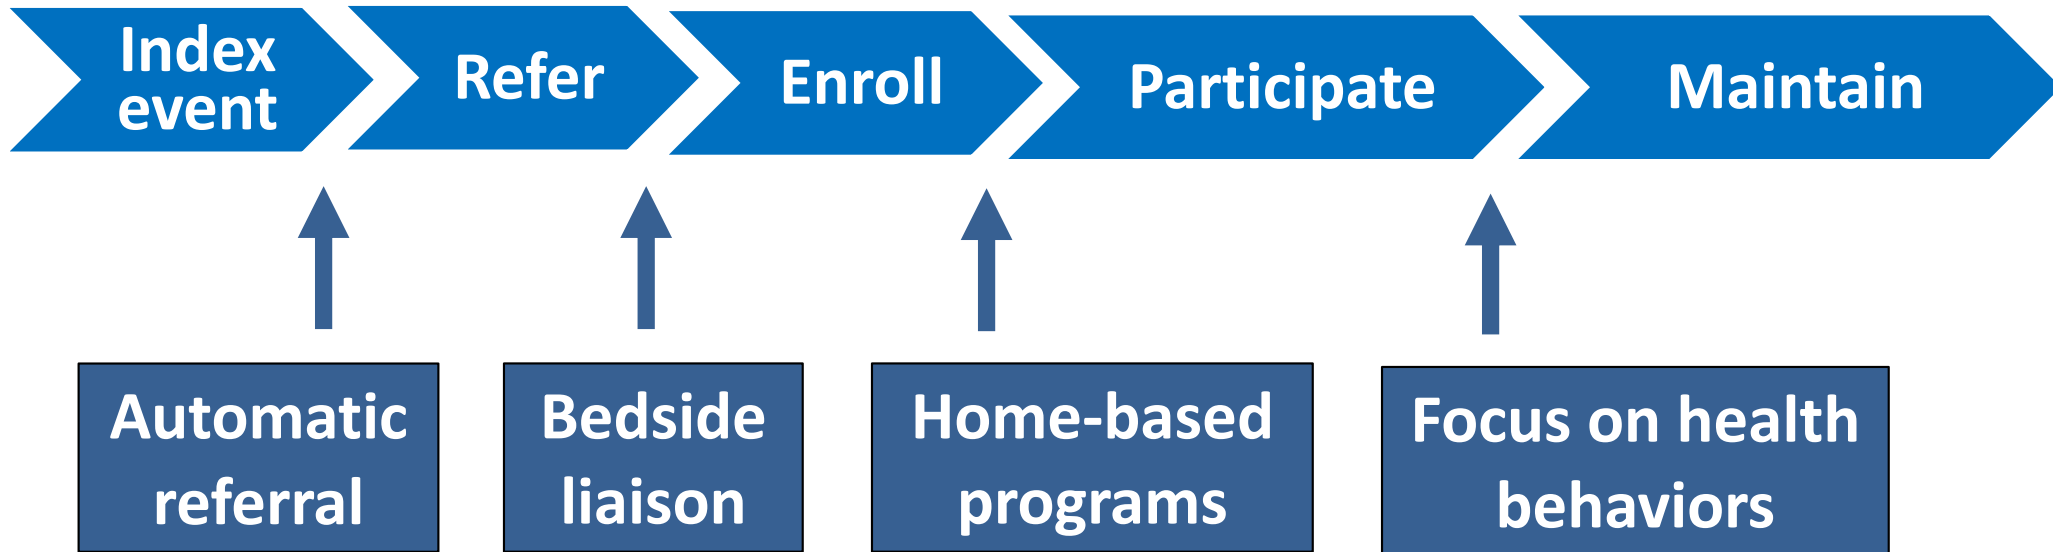 Index
event
Refer
Enroll
Participate
Maintain
Automatic
referral
Bedside
liaison
Home-based
programs
Focus on health
behaviors